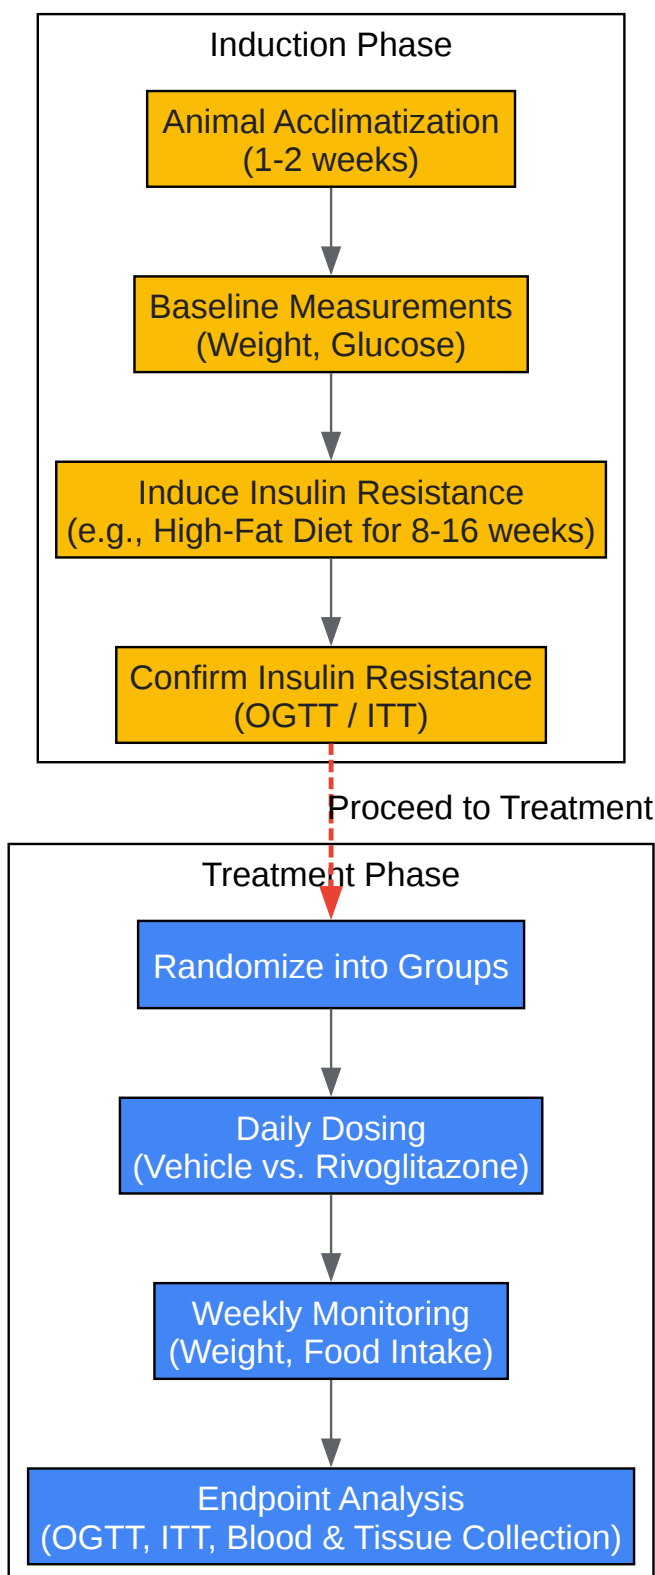 Induction Phase
Animal Acclimatization
(1-2 weeks)
Baseline Measurements
(Weight, Glucose)
Induce Insulin Resistance
(e.g., High-Fat Diet for 8-16 weeks)
Confirm Insulin Resistance
(OGTT / ITT)
Proceed to Treatment
Treatment Phase
Randomize into Groups
Daily Dosing
(Vehicle vs. Rivoglitazone)
Weekly Monitoring
(Weight, Food Intake)
Endpoint Analysis
(OGTT, ITT, Blood & Tissue Collection)